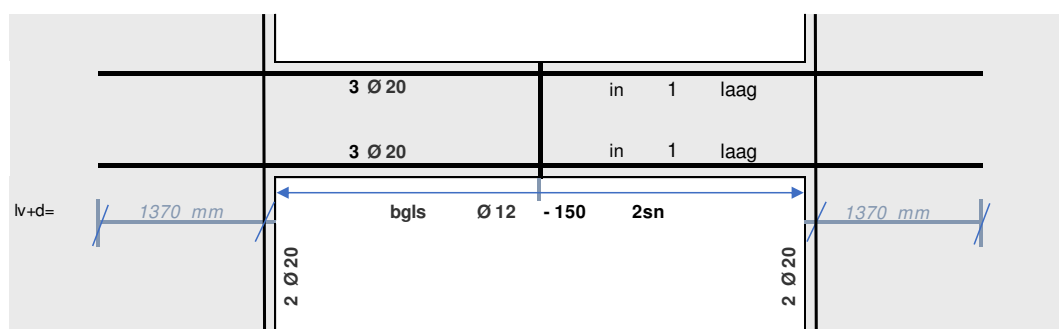 3 Ø 20 in 1 laag
3 Ø 20 in 1 laag
lv+d= 1370 mm bgls Ø 12 - 150 2sn 1370 mm
2 Ø 20
2 Ø 20